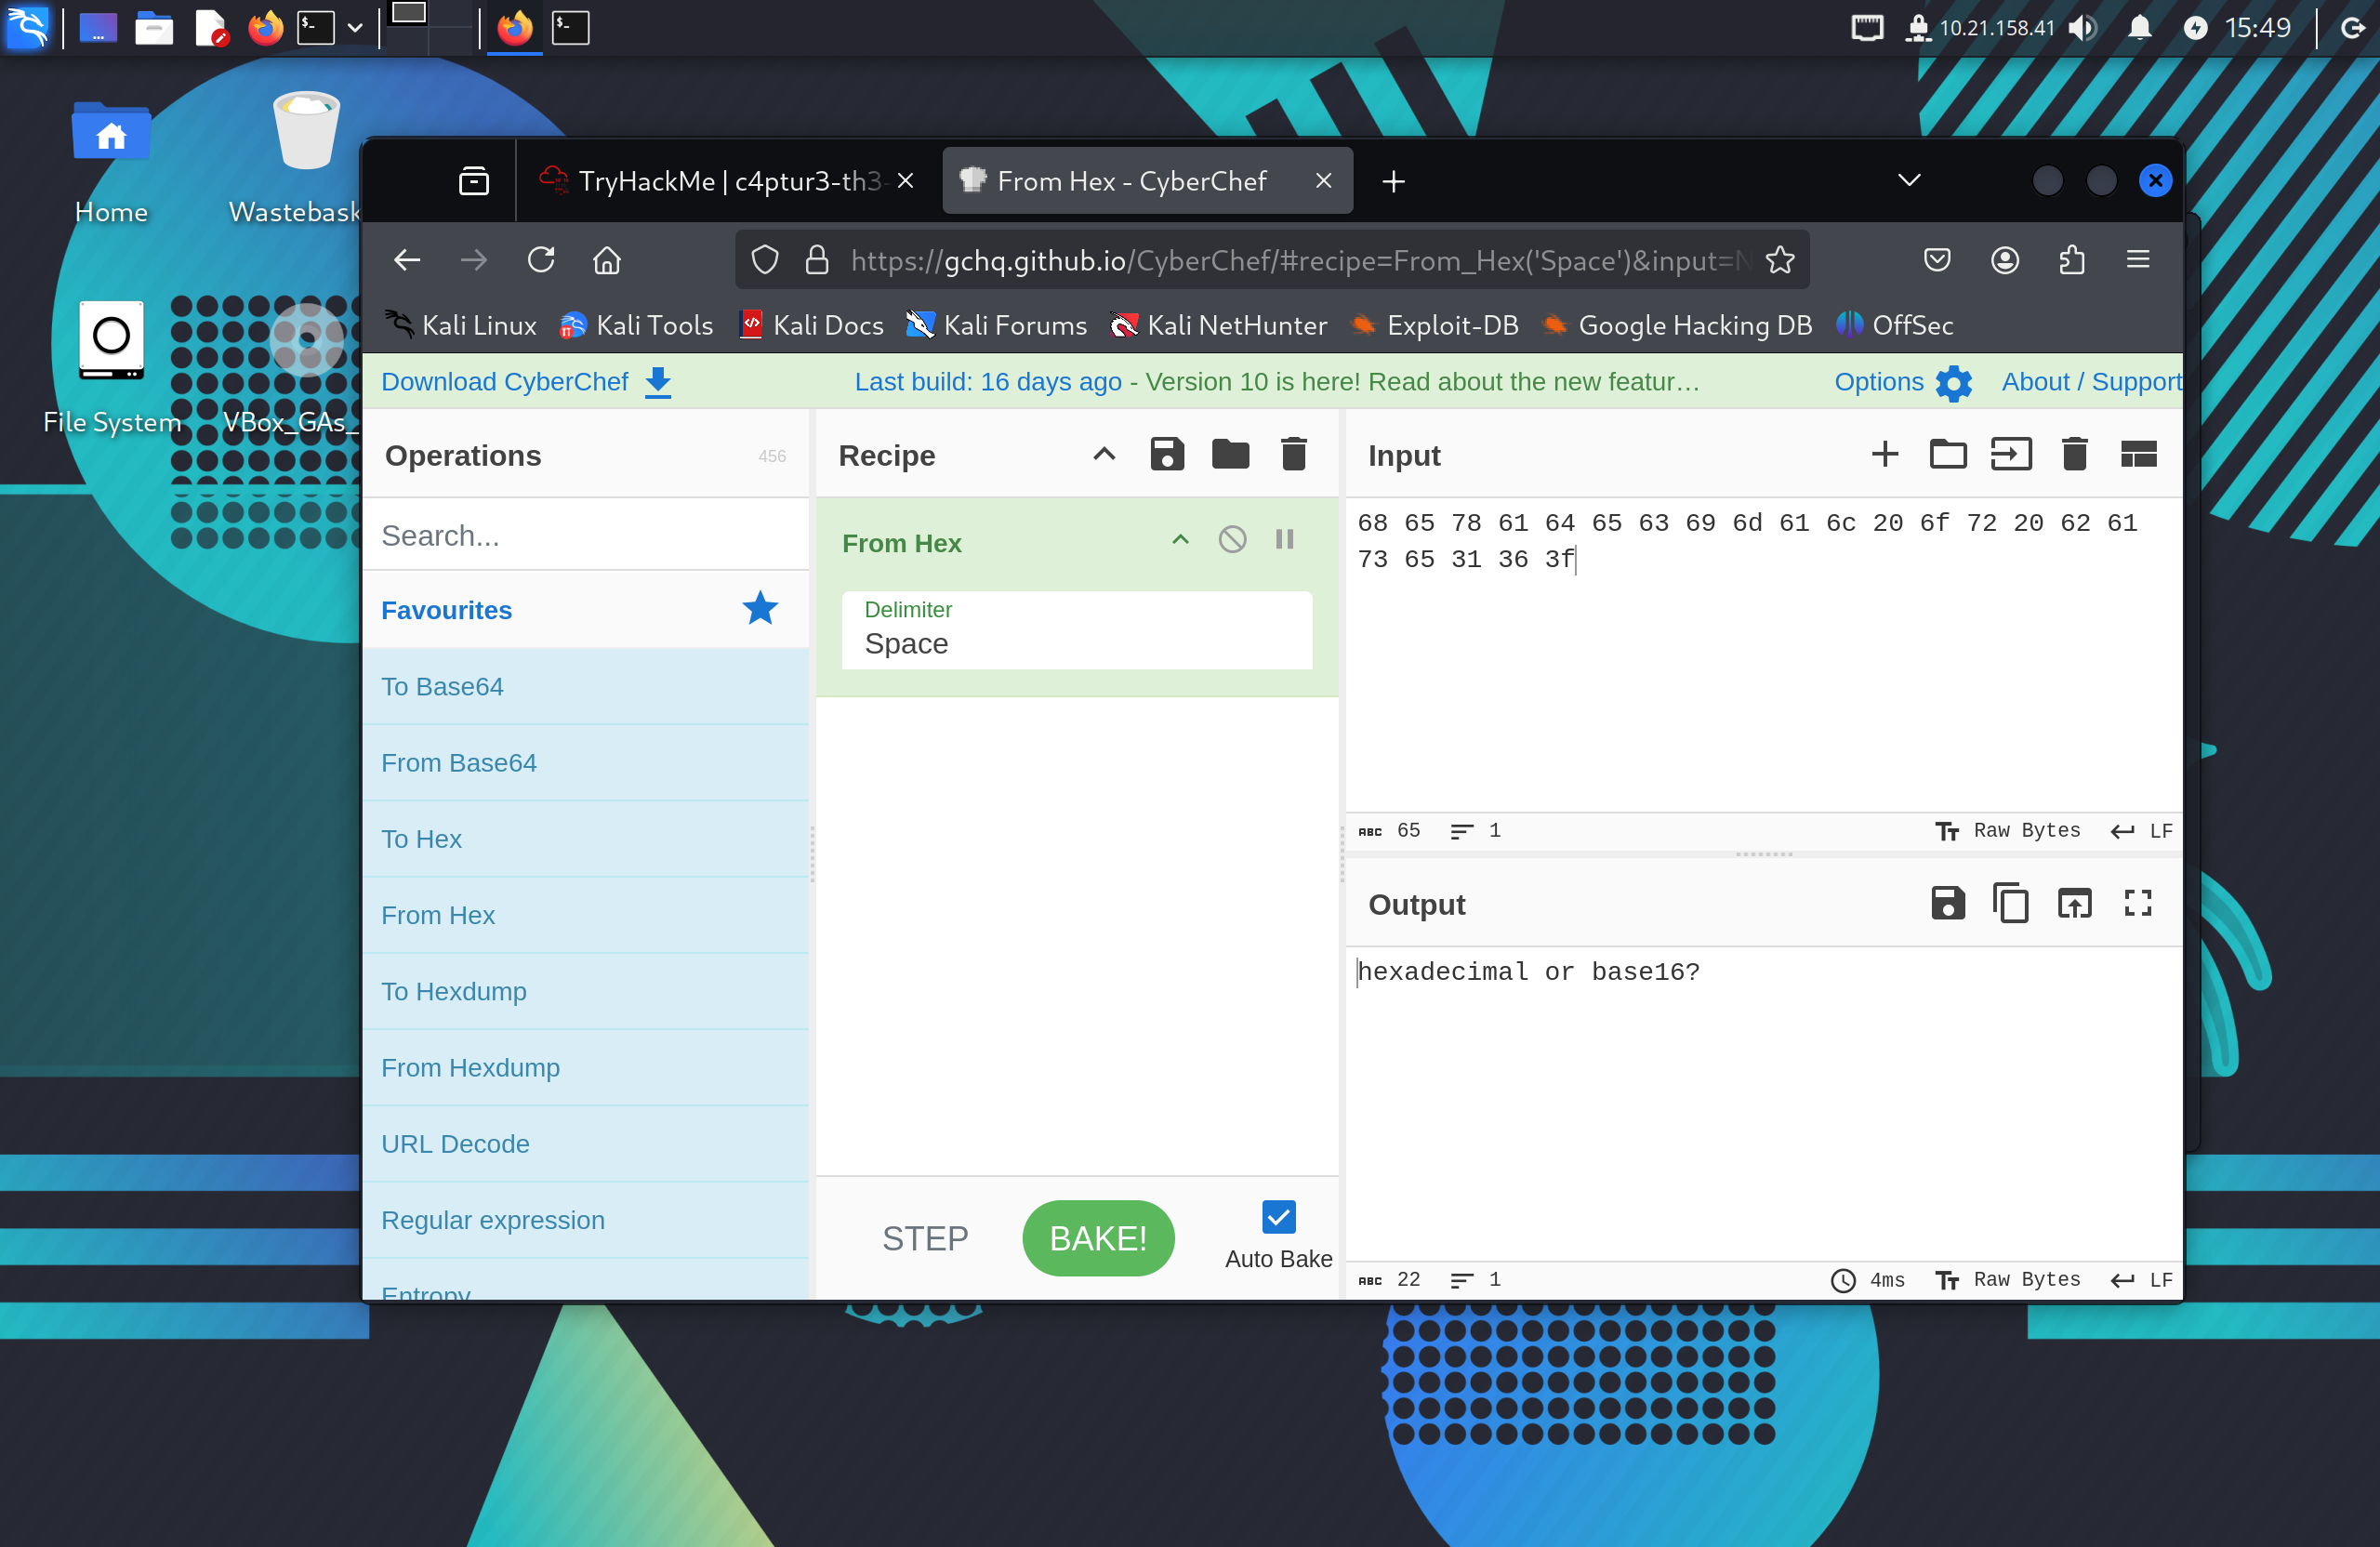 10.21.158.41
15:49
Home
Wastebask
File System
VBox_GAs_
TryHackMe | c4ptur3-th3-
From Hex - CyberChef
https://gchq.github.io/CyberChef/#recipe=From_Hex('Space')&input=N
Kali Linux
Kali Tools
Kali Docs
Kali Forums
Kali NetHunter
Exploit-DB
Google Hacking DB
OffSec
Download CyberChef
Last build: 16 days ago - Version 10 is here! Read about the new featur…
Options
About / Support
Operations
456
Search...
Favourites
To Base64
From Base64
To Hex
From Hex
To Hexdump
From Hexdump
URL Decode
Regular expression
Entropy
Recipe
From Hex
Delimiter
Space
STEP
BAKE!
Auto Bake
Input
68 65 78 61 64 65 63 69 6d 61 6c 20 6f 72 20 62 61
73 65 31 36 3f
ABC 65
1
Raw Bytes
LF
Output
hexadecimal or base16?
ABC 22
1
4ms
Raw Bytes
LF